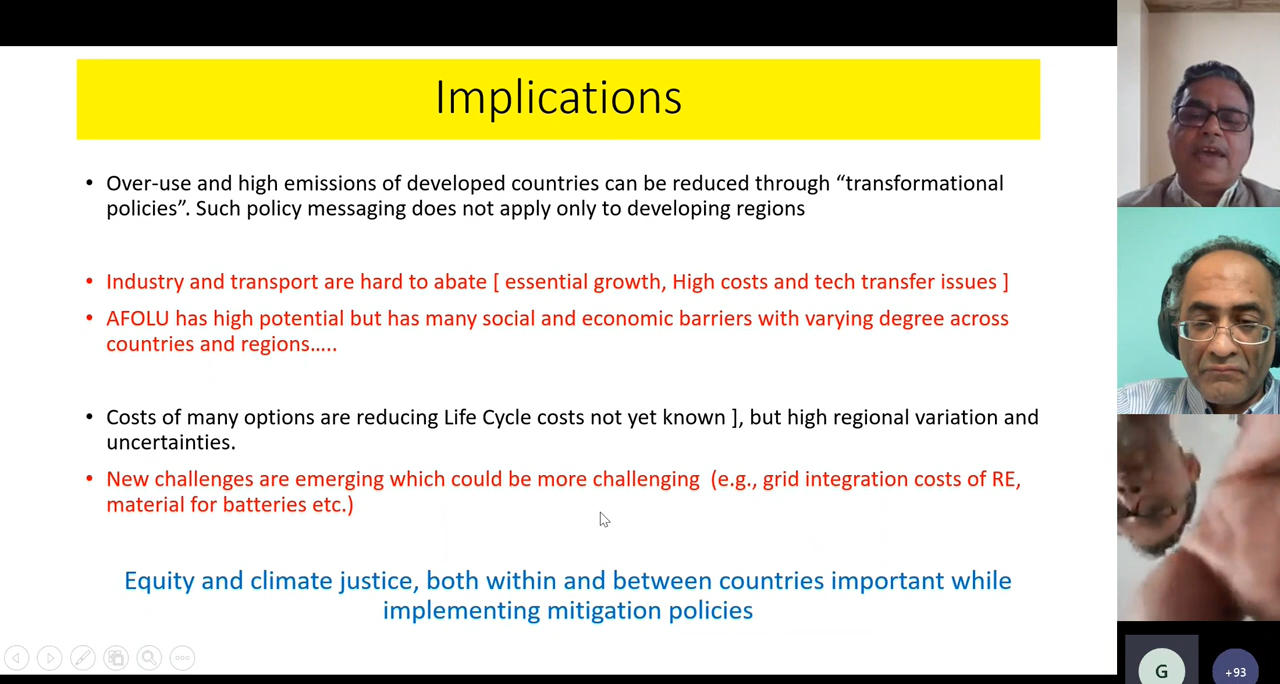 Implications
• Over-use and high emissions of developed countries can be reduced through “transformational
policies”. Such policy messaging does not apply only to developing regions
• Industry and transport are hard to abate [ essential growth, High costs and tech transfer issues ]
• AFOLU has high potential but has many social and economic barriers with varying degree across
countries and regions…..
• Costs of many options are reducing Life Cycle costs not yet known ], but high regional variation and
uncertainties.
• New challenges are emerging which could be more challenging  (e.g., grid integration costs of RE,
material for batteries etc.)
Equity and climate justice, both within and between countries important while
implementing mitigation policies
G
+93